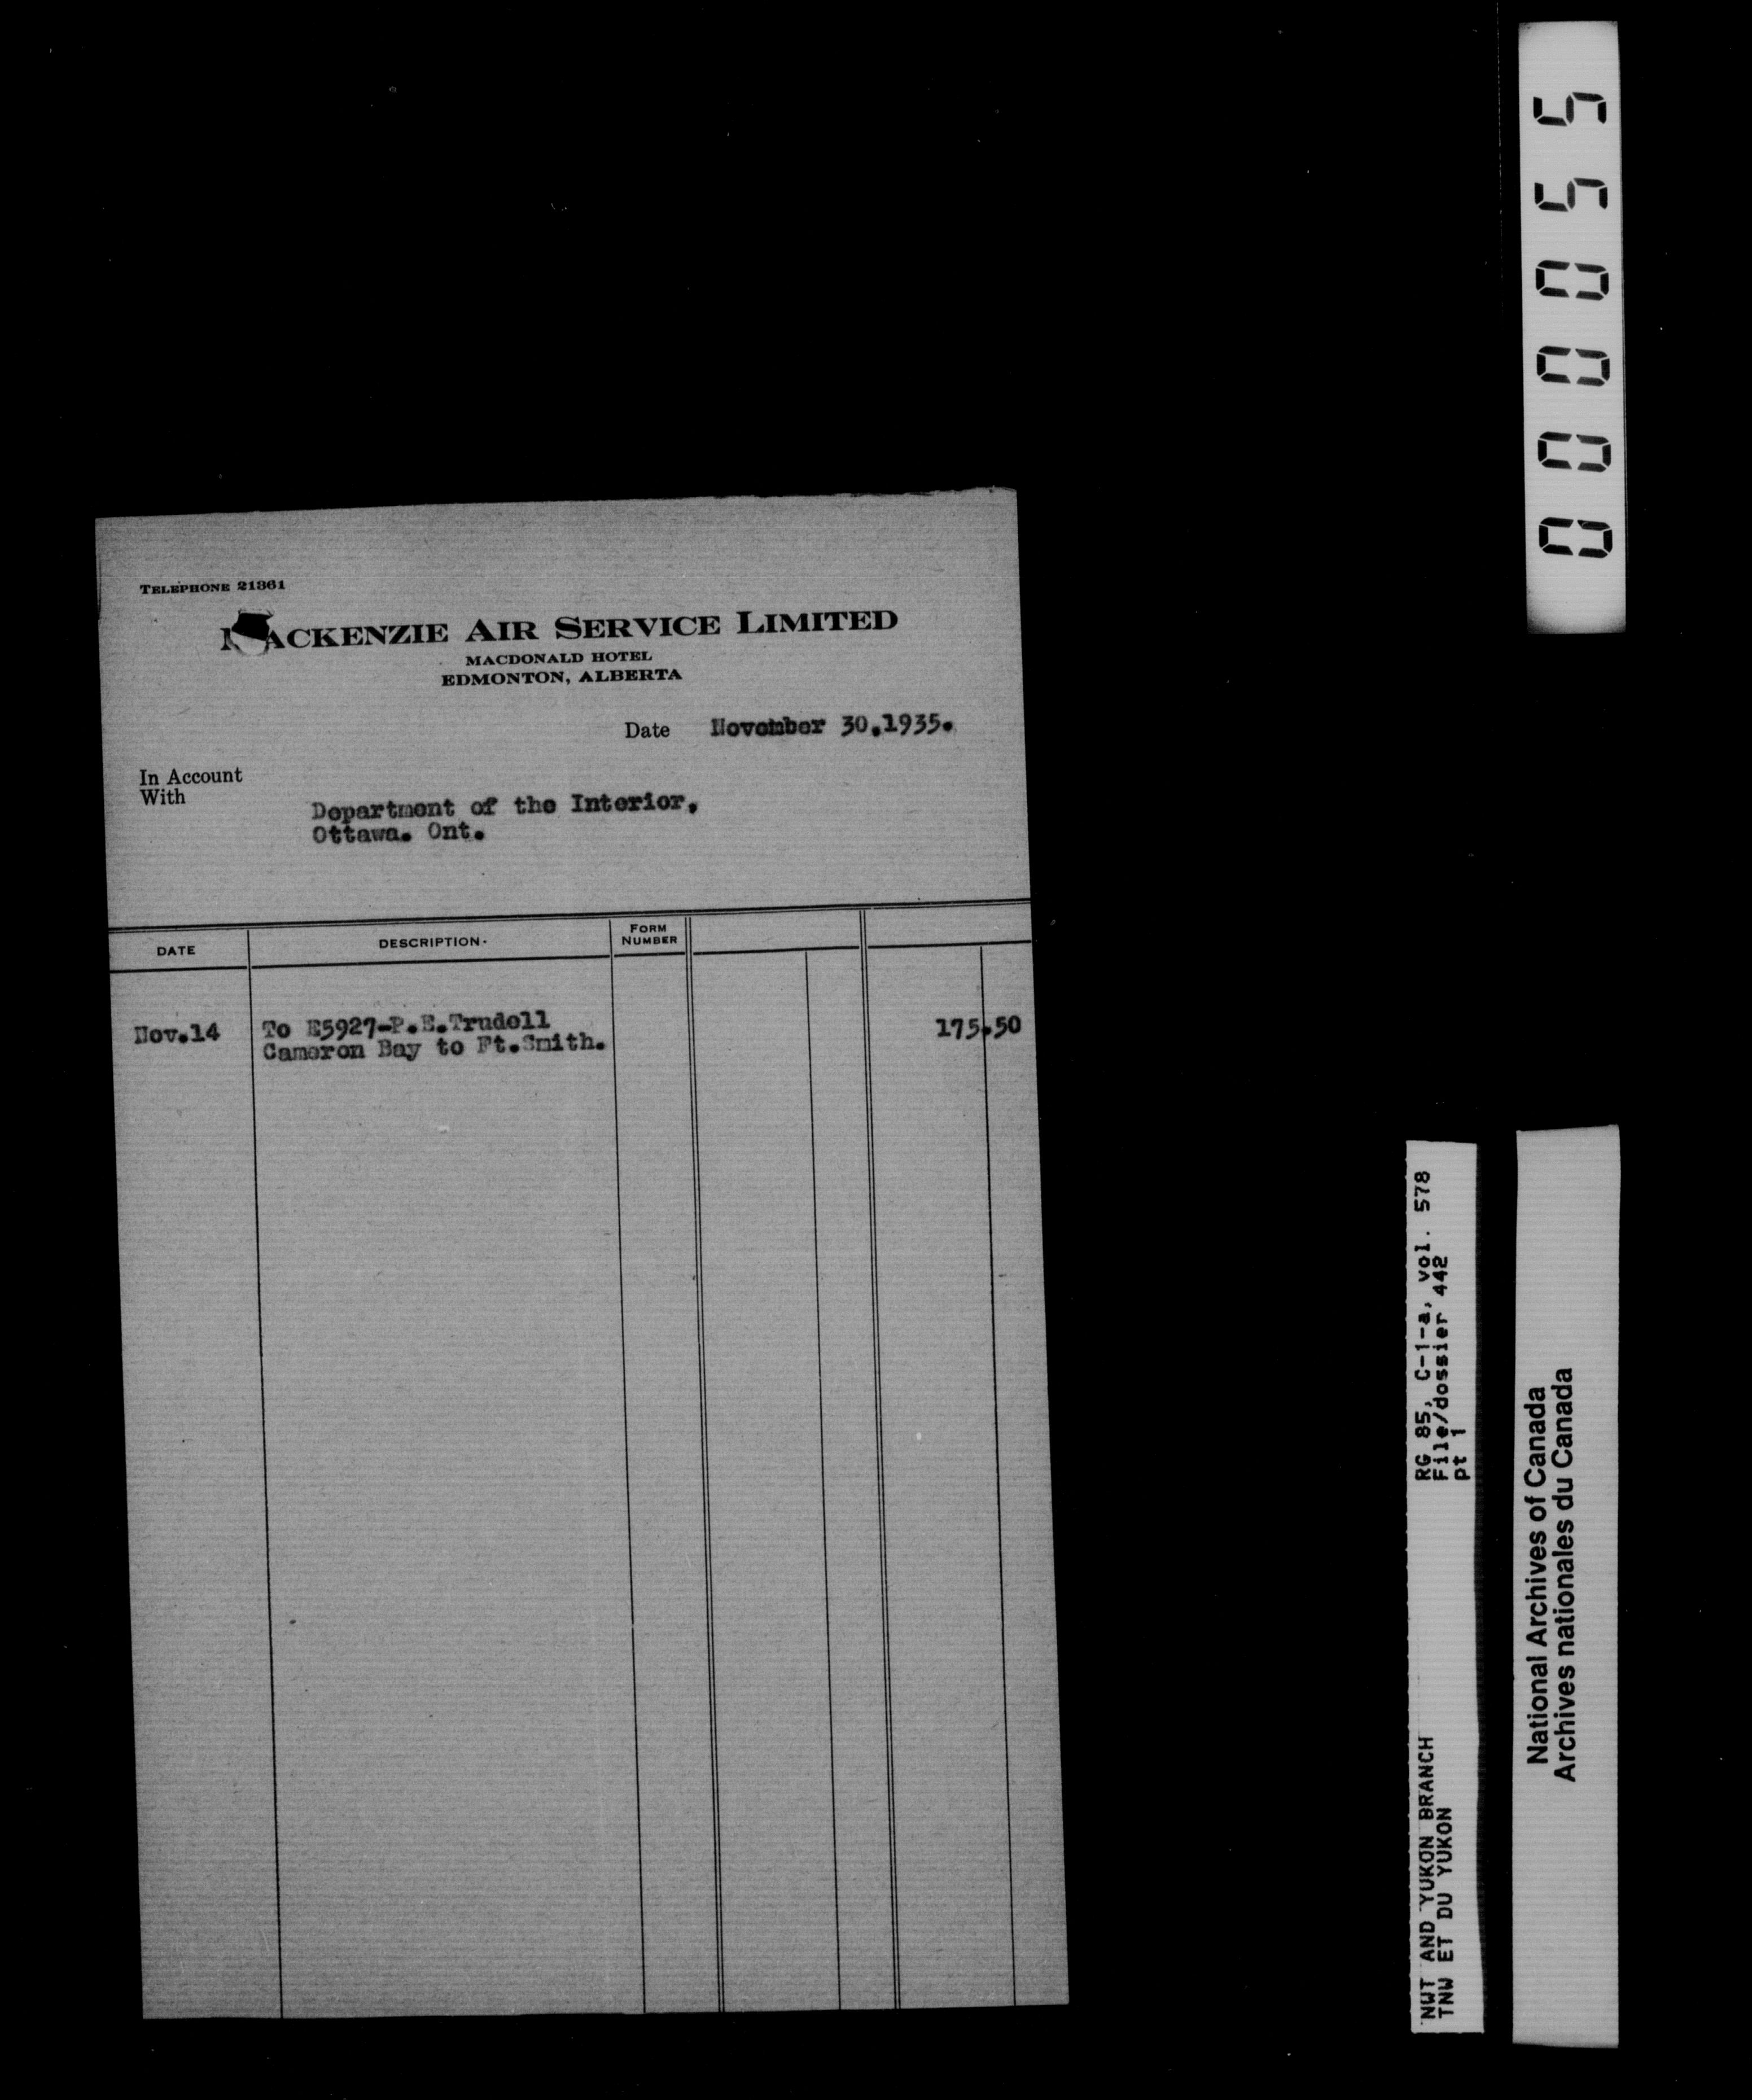 TELEPHONE 21361
MACKENZIE AIR SERVICE LIMITED
MACDONALD HOTEL
EDMONTON, ALBERTA
Date November 30.1935.
In Account
With
Department of the Interior,
Ottawa. Ont.
DATE DESCRIPTION FORM NUMBER
Nov.14 To E5927-P.E.Trudell 175.50
Cameron Bay to Ft.Smith.
000055
RG 85, C-1-a, vol. 578
File/dossier 442
pt 1
NWT AND YUKON BRANCH
TNW ET DU YUKON
National Archives of Canada
Archives nationales du Canada